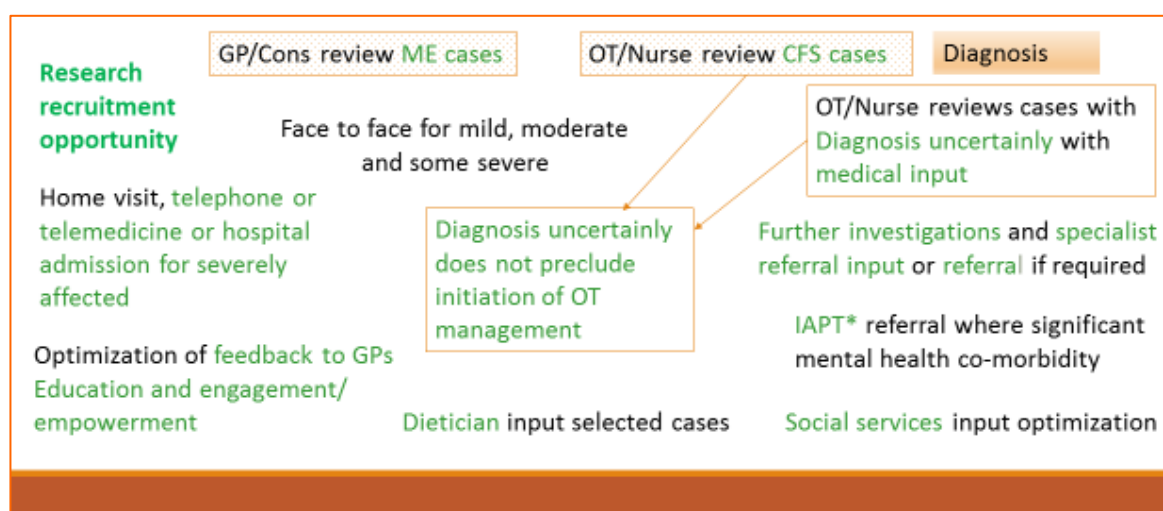 GP/Cons review ME cases
OT/Nurse review CFS cases
Diagnosis
Research
recruitment
opportunity
Face to face for mild, moderate
and some severe
OT/Nurse reviews cases with
Diagnosis uncertainly with
medical input
Home visit, telephone or
telemedicine or hospital
admission for severely
affected
Diagnosis uncertainly
does not preclude
initiation of OT
management
Further investigations and specialist
referral input or referral if required
IAPT* referral where significant
mental health co-morbidity
Optimization of feedback to GPs
Education and engagement/
empowerment
Dietician input selected cases
Social services input optimization